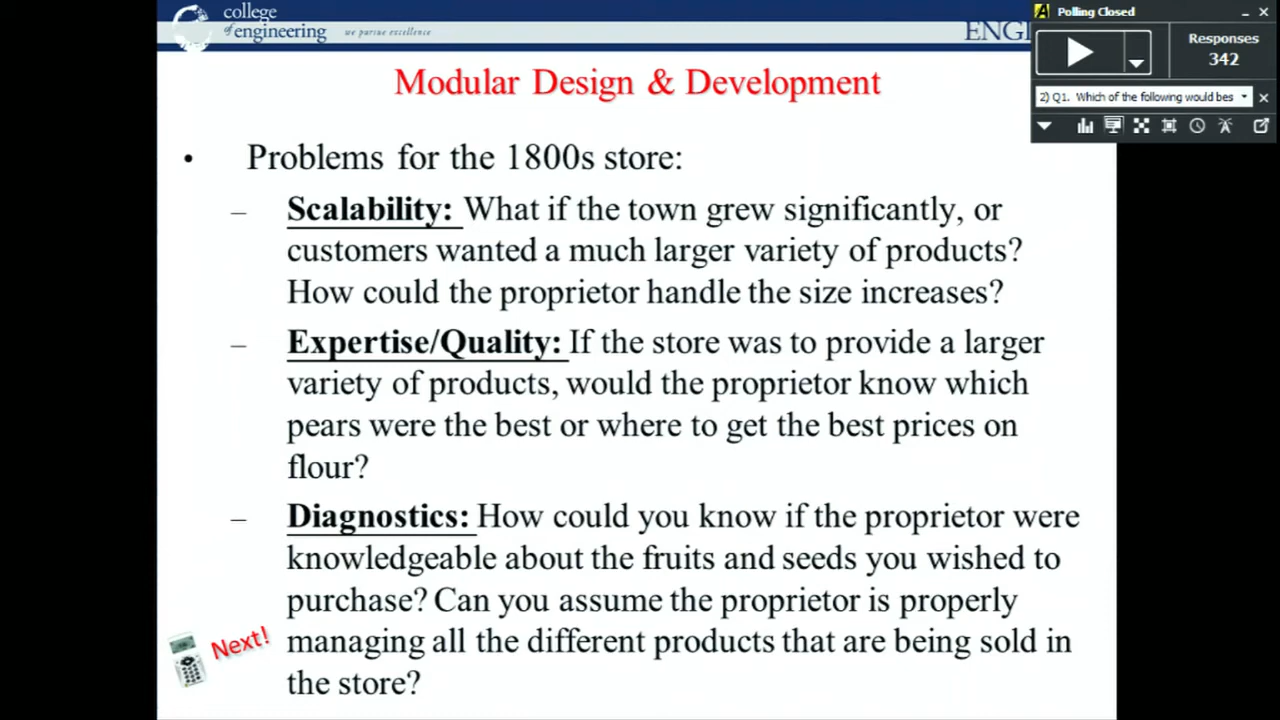 college
of engineering
we pursue excellence
Polling Closed
Responses
342
2) Q1. Which of the following would bes
Modular Design & Development
• Problems for the 1800s store:
– Scalability: What if the town grew significantly, or
customers wanted a much larger variety of products?
How could the proprietor handle the size increases?
– Expertise/Quality: If the store was to provide a larger
variety of products, would the proprietor know which
pears were the best or where to get the best prices on
flour?
– Diagnostics: How could you know if the proprietor were
knowledgeable about the fruits and seeds you wished to
purchase? Can you assume the proprietor is properly
managing all the different products that are being sold in
the store?
Next!